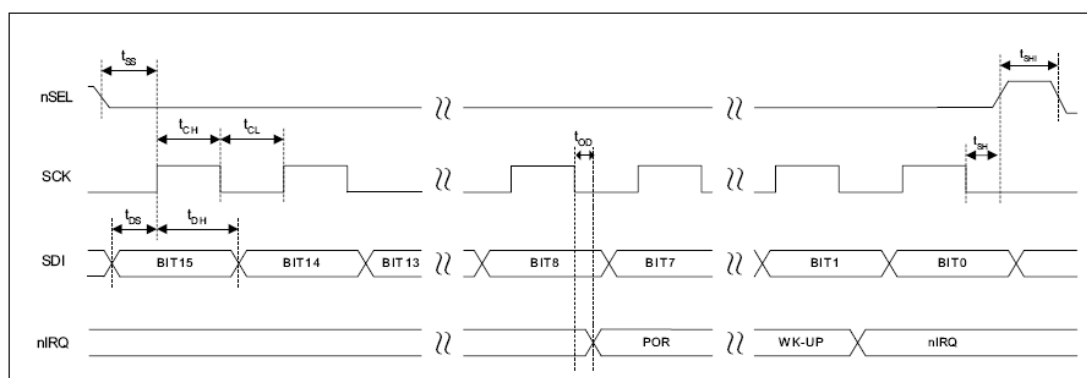 tSS
tSHI
nSEL
tCH
tCL
tOD
tSH
SCK
tDS
tDH
SDI
BIT15
BIT14
BIT13
BIT8
BIT7
BIT1
BIT0
nIRQ
POR
WK-UP
nIRQ